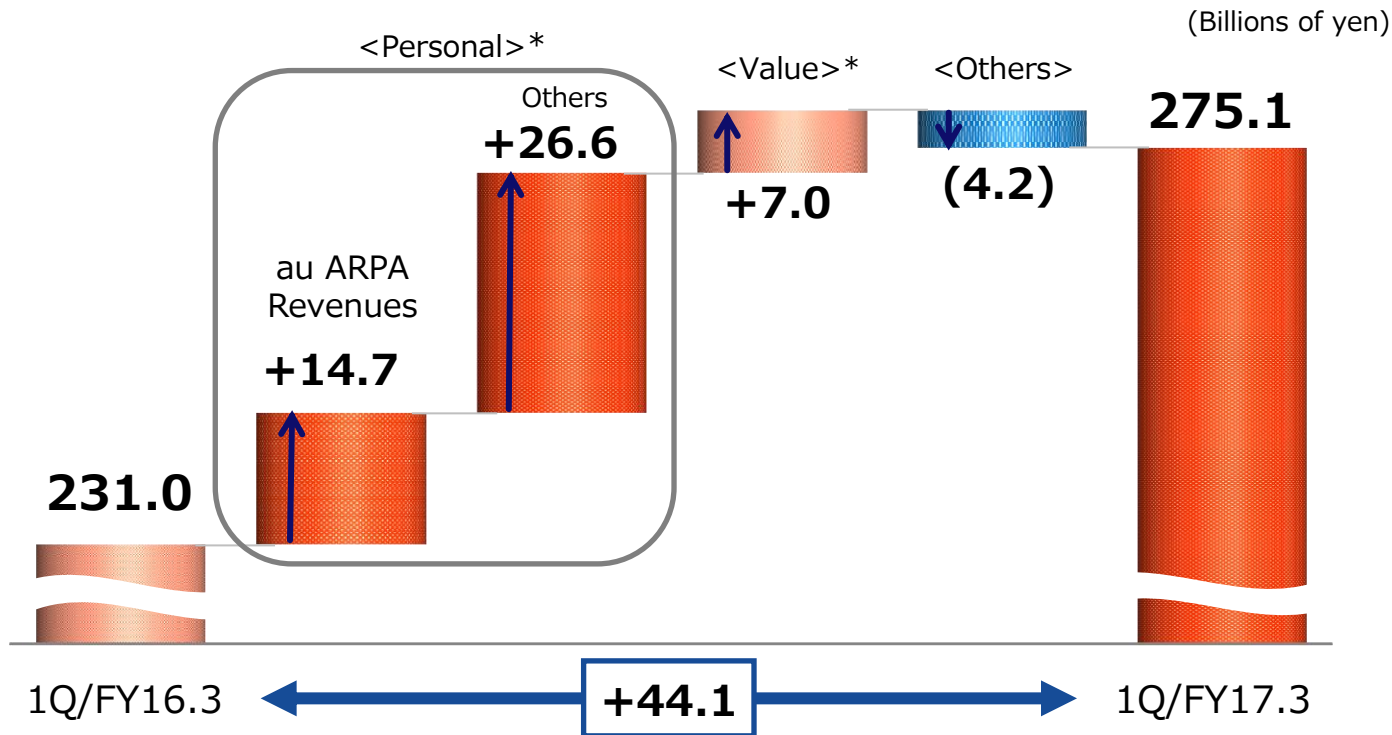 (Billions of yen)
<Personal>*
<Value>*
<Others>
Others
+26.6
275.1
+7.0
(4.2)
au ARPA
Revenues
+14.7
231.0
1Q/FY16.3
+44.1
1Q/FY17.3